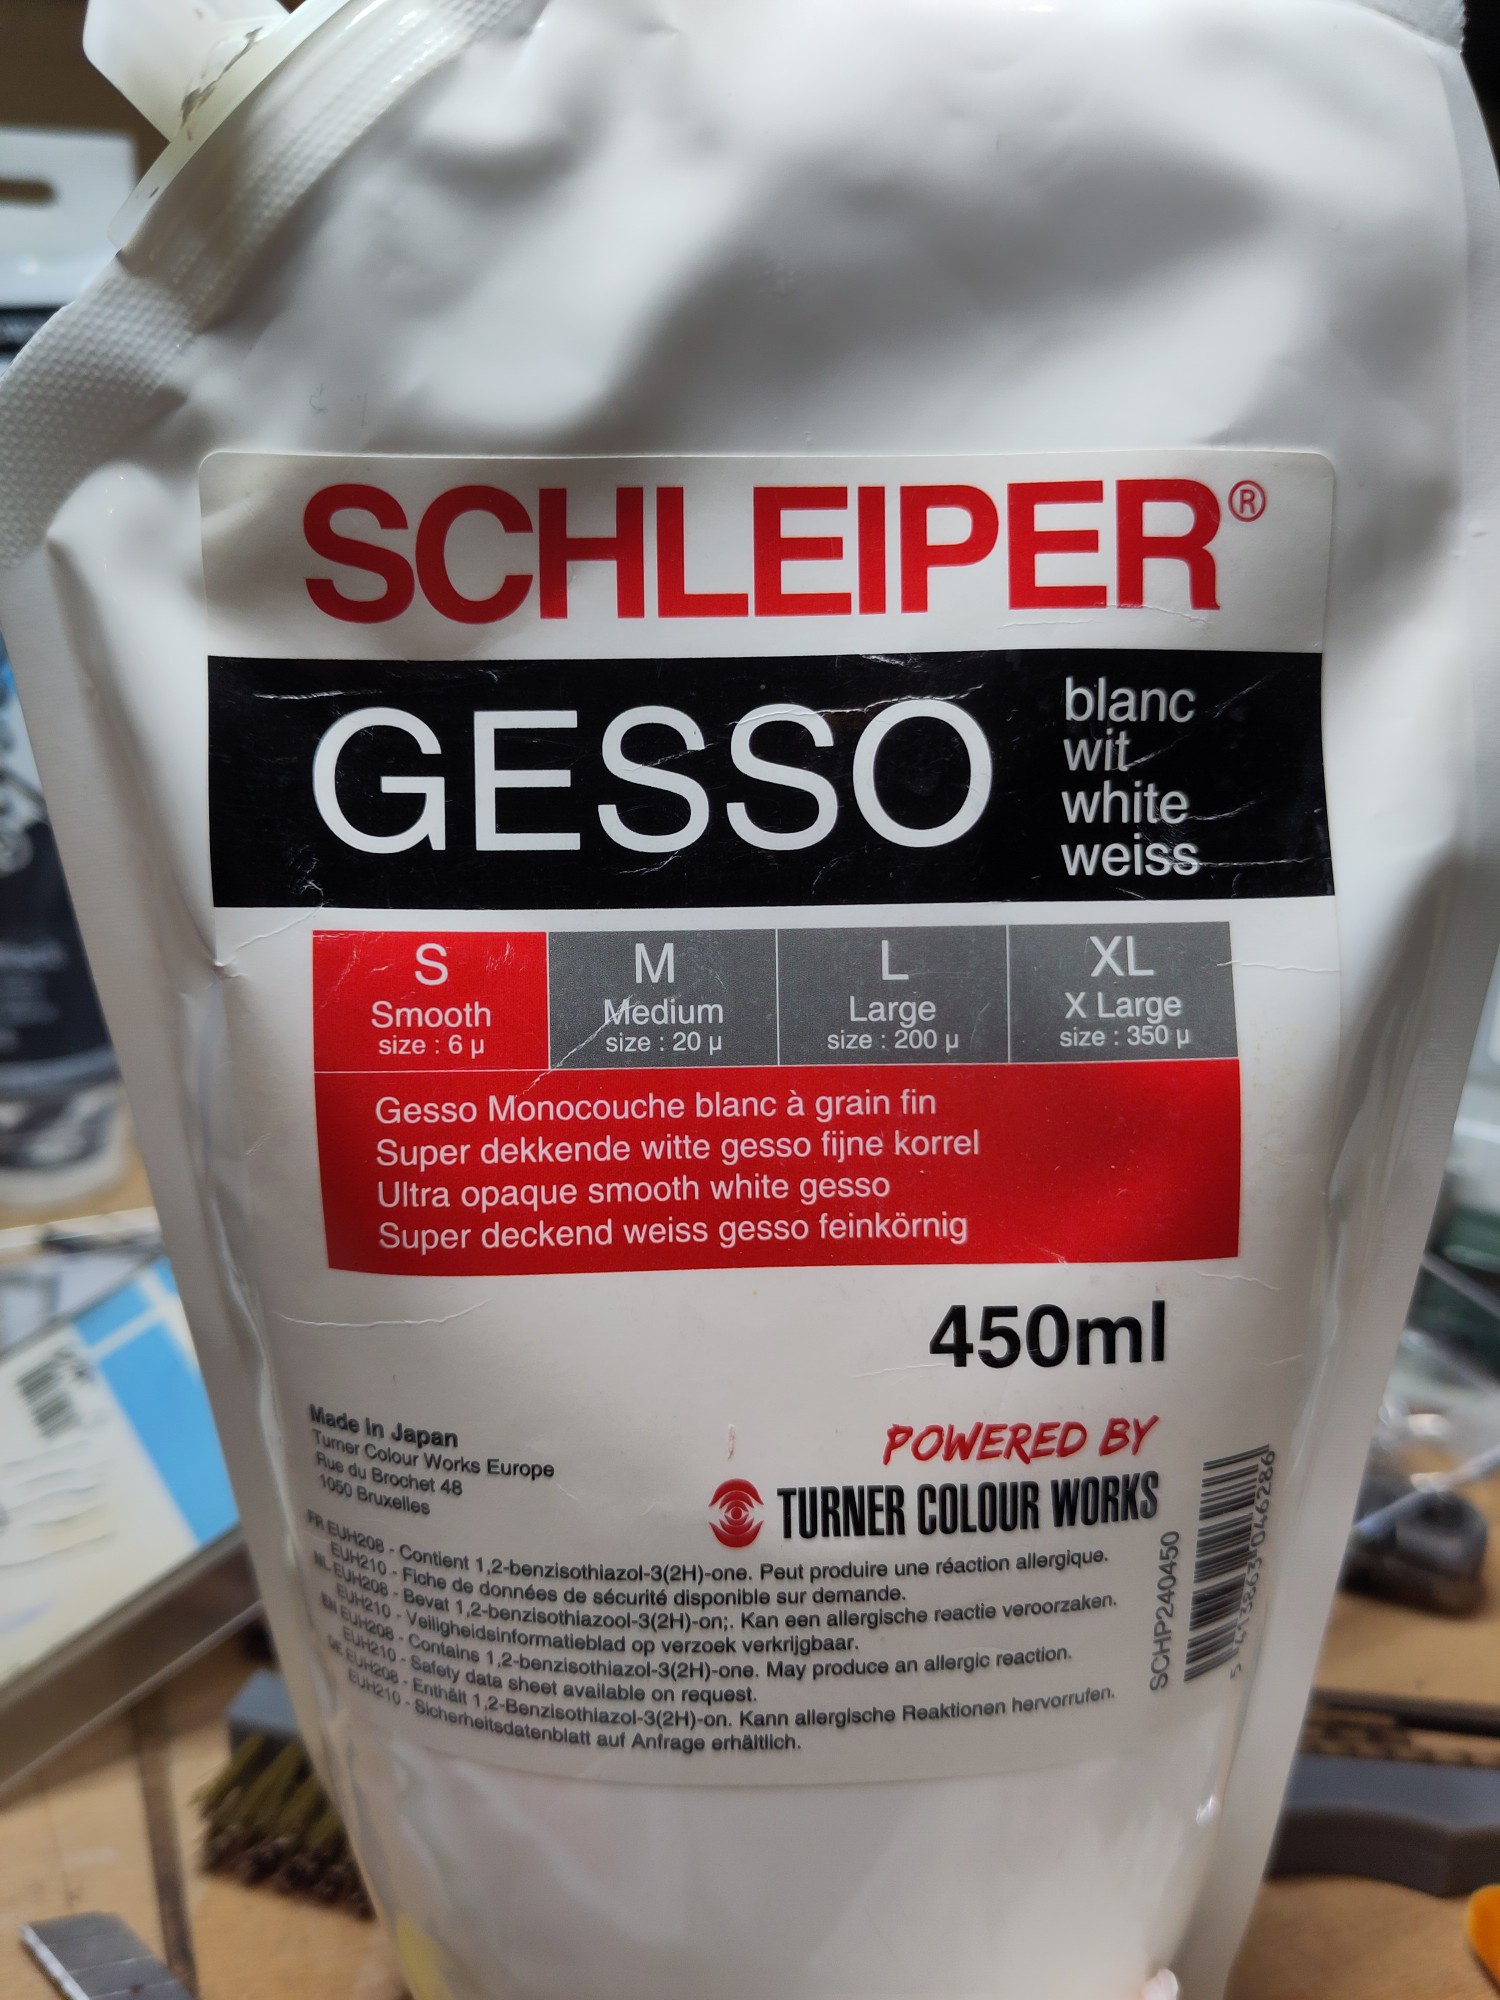 SCHLEIPER®
GESSO
blanc
wit
white
weiss
S
Smooth
size : 6 µ
M
Medium
size : 20 µ
L
Large
size : 200 µ
XL
X Large
size : 350 µ
Gesso Monocouche blanc à grain fin
Super dekkende witte gesso fijne korrel
Ultra opaque smooth white gesso
Super deckend weiss gesso feinkörnig
450ml
Made in Japan
Turner Colour Works Europe
Rue du Brochet 48
1050 Bruxelles
POWERED BY
TURNER COLOUR WORKS
FR EUH208 - Contient 1,2-benzisothiazol-3(2H)-one. Peut produire une réaction allergique.
EUH210 - Fiche de données de sécurité disponible sur demande.
NL EUH208 - Bevat 1,2-benzisothiazool-3(2H)-on;. Kan een allergische reactie veroorzaken.
EUH210 - Veiligheidsinformatieblad op verzoek verkrijgbaar.
EN EUH208 - Contains 1,2-benzisothiazol-3(2H)-one. May produce an allergic reaction.
EUH210 - Safety data sheet available on request.
DE EUH208 - Enthält 1,2-Benzisothiazol-3(2H)-on. Kann allergische Reaktionen hervorrufen.
EUH210 - Sicherheitsdatenblatt auf Anfrage erhältlich.
SCHP240450
5 413863 046286